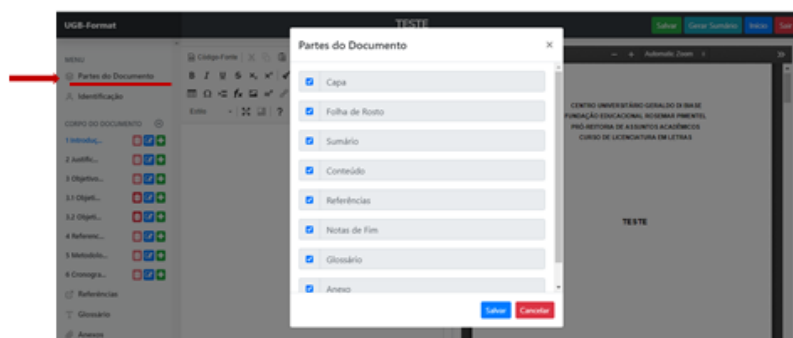 UGB-Format
TESTE
Salvar
Gerar Sumário
Início
Sair
MENU
Partes do Documento
Identificação
CORPO DO DOCUMENTO
1 Introduç...
2 Justific...
3 Objetivo...
3.1 Objeti...
3.2 Objeti...
4 Referenc...
5 Metodolo...
6 Cronogra...
Referências
Glossário
Anexos
Código-Fonte
B I U S
Estilo
?
Partes do Documento
×
Capa
Folha de Rosto
Sumário
Conteúdo
Referências
Notas de Fim
Glossário
Anexo
Salvar
Cancelar
Automatic Zoom
CENTRO UNIVERSITÁRIO GERALDO DI BIASE
FUNDAÇÃO EDUCACIONAL ROSEMAR PIMENTEL
PRÓ-REITORIA DE ASSUNTOS ACADÊMICOS
CURSO DE LICENCIATURA EM LETRAS
TESTE